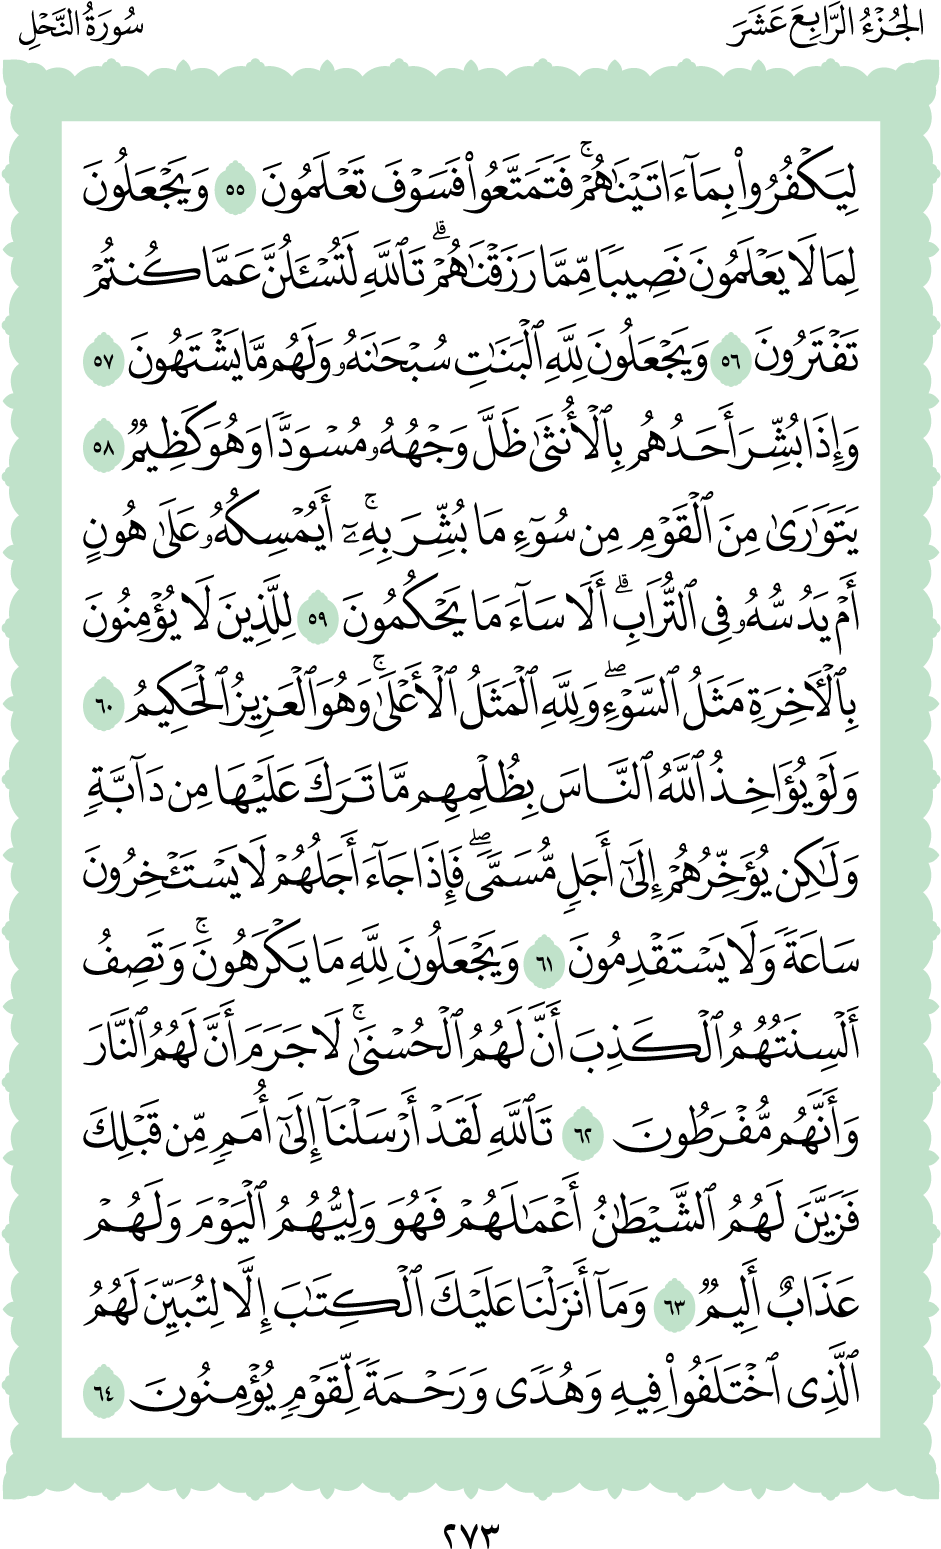 الجُزْءُ الرَّابِعَ عَشَرَ
سُورَةُ النَّحْلِ
لِيَكْفُرُوا۟ بِمَآ ءَاتَيْنَـٰهُمْ ۚ فَتَمَتَّعُوا۟ فَسَوْفَ تَعْلَمُونَ ٥٥ وَيَجْعَلُونَ
لِمَا لَا يَعْلَمُونَ نَصِيبًا مِّمَّا رَزَقْنَـٰهُمْ ۗ تَٱللَّهِ لَتُسْـَٔلُنَّ عَمَّا كُنتُمْ
تَفْتَرُونَ ٥٦ وَيَجْعَلُونَ لِلَّهِ ٱلْبَنَـٰتِ سُبْحَـٰنَهُۥ وَلَهُم مَّا يَشْتَهُونَ ٥٧
وَإِذَا بُشِّرَ أَحَدُهُم بِٱلْأُنثَىٰ ظَلَّ وَجْهُهُۥ مُسْوَدًّا وَهُوَ كَظِيمٌ ٥٨
يَتَوَٰرَىٰ مِنَ ٱلْقَوْمِ مِن سُوٓءِ مَا بُشِّرَ بِهِۦٓ ۚ أَيُمْسِكُهُۥ عَلَىٰ هُونٍ
أَمْ يَدُسُّهُۥ فِى ٱلتُّرَابِ ۗ أَلَا سَآءَ مَا يَحْكُمُونَ ٥٩ لِلَّذِينَ لَا يُؤْمِنُونَ
بِٱلْـَٔاخِرَةِ مَثَلُ ٱلسَّوْءِ ۖ وَلِلَّهِ ٱلْمَثَلُ ٱلْأَعْلَىٰ ۚ وَهُوَ ٱلْعَزِيزُ ٱلْحَكِيمُ ٦٠
وَلَوْ يُؤَاخِذُ ٱللَّهُ ٱلنَّاسَ بِظُلْمِهِم مَّا تَرَكَ عَلَيْهَا مِن دَآبَّةٍ
وَلَـٰكِن يُؤَخِّرُهُمْ إِلَىٰٓ أَجَلٍ مُّسَمًّى ۖ فَإِذَا جَآءَ أَجَلُهُمْ لَا يَسْتَـْٔخِرُونَ
سَاعَةً وَلَا يَسْتَقْدِمُونَ ٦١ وَيَجْعَلُونَ لِلَّهِ مَا يَكْرَهُونَ ۚ وَتَصِفُ
أَلْسِنَتُهُمُ ٱلْكَذِبَ أَنَّ لَهُمُ ٱلْحُسْنَىٰ ۚ لَا جَرَمَ أَنَّ لَهُمُ ٱلنَّارَ
وَأَنَّهُم مُّفْرَطُونَ ٦٢ تَٱللَّهِ لَقَدْ أَرْسَلْنَآ إِلَىٰٓ أُمَمٍ مِّن قَبْلِكَ
فَزَيَّنَ لَهُمُ ٱلشَّيْطَـٰنُ أَعْمَـٰلَهُمْ فَهُوَ وَلِيُّهُمُ ٱلْيَوْمَ وَلَهُمْ
عَذَابٌ أَلِيمٌ ٦٣ وَمَآ أَنزَلْنَا عَلَيْكَ ٱلْكِتَـٰبَ إِلَّا لِتُبَيِّنَ لَهُمُ
ٱلَّذِى ٱخْتَلَفُوا۟ فِيهِ وَهُدًى وَرَحْمَةً لِّقَوْمٍ يُؤْمِنُونَ ٦٤
٢٧٣